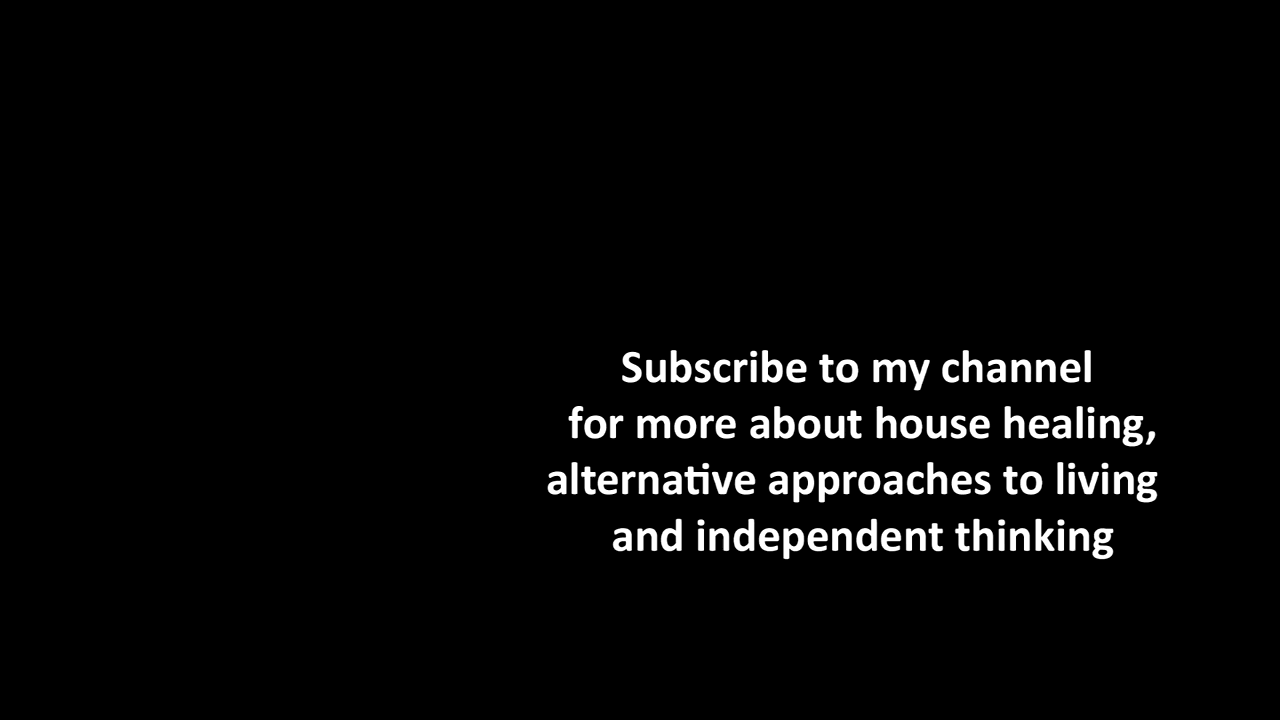 Subscribe to my channel
for more about house healing,
alternative approaches to living
and independent thinking